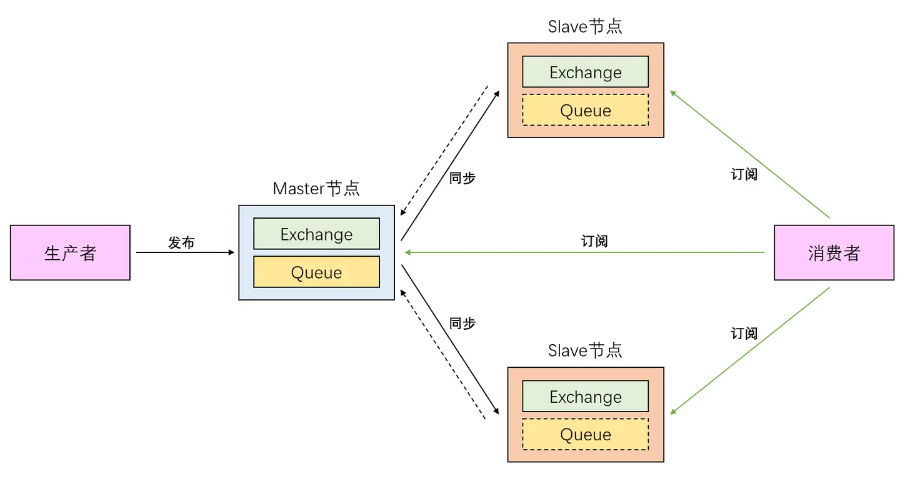 Slave节点
Exchange
Queue
同步
订阅
Master节点
生产者
发布
Exchange
Queue
订阅
消费者
同步
订阅
Slave节点
Exchange
Queue